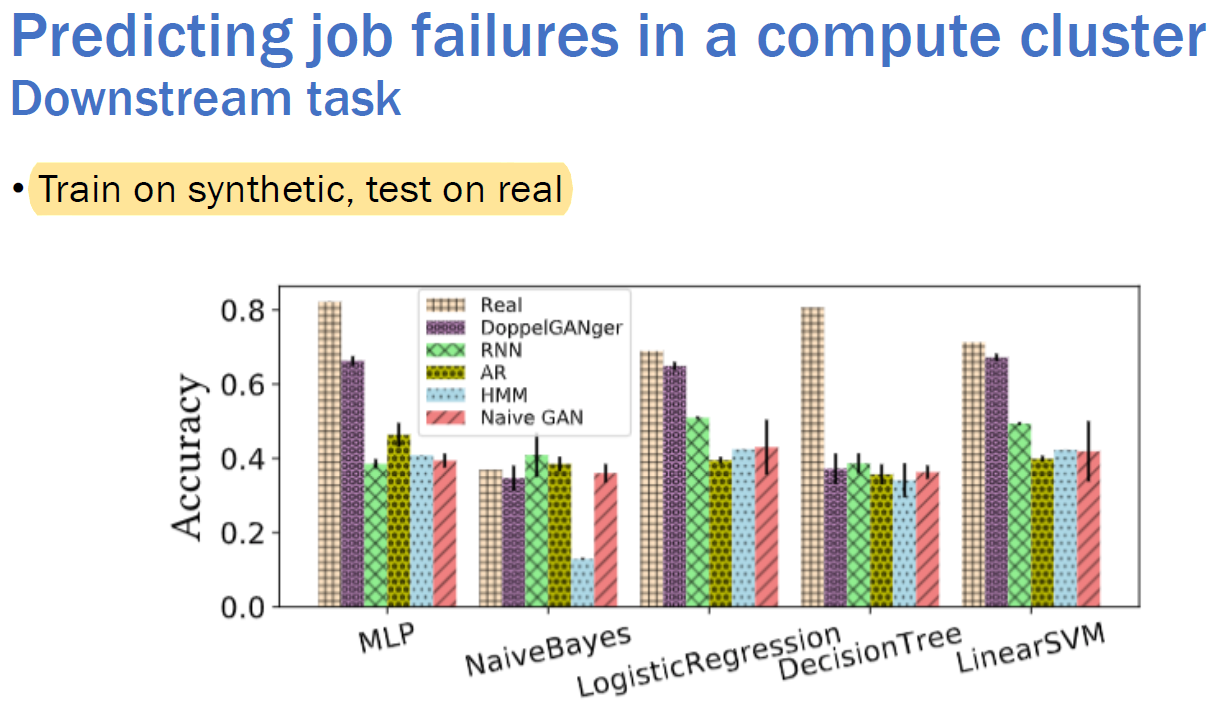 Predicting job failures in a compute cluster
Downstream task
• Train on synthetic, test on real
Real
DoppelGANger
RNN
AR
HMM
Naive GAN
Accuracy
0.8
0.6
0.4
0.2
0.0
MLP
NaiveBayes
LogisticRegression
DecisionTree
LinearSVM